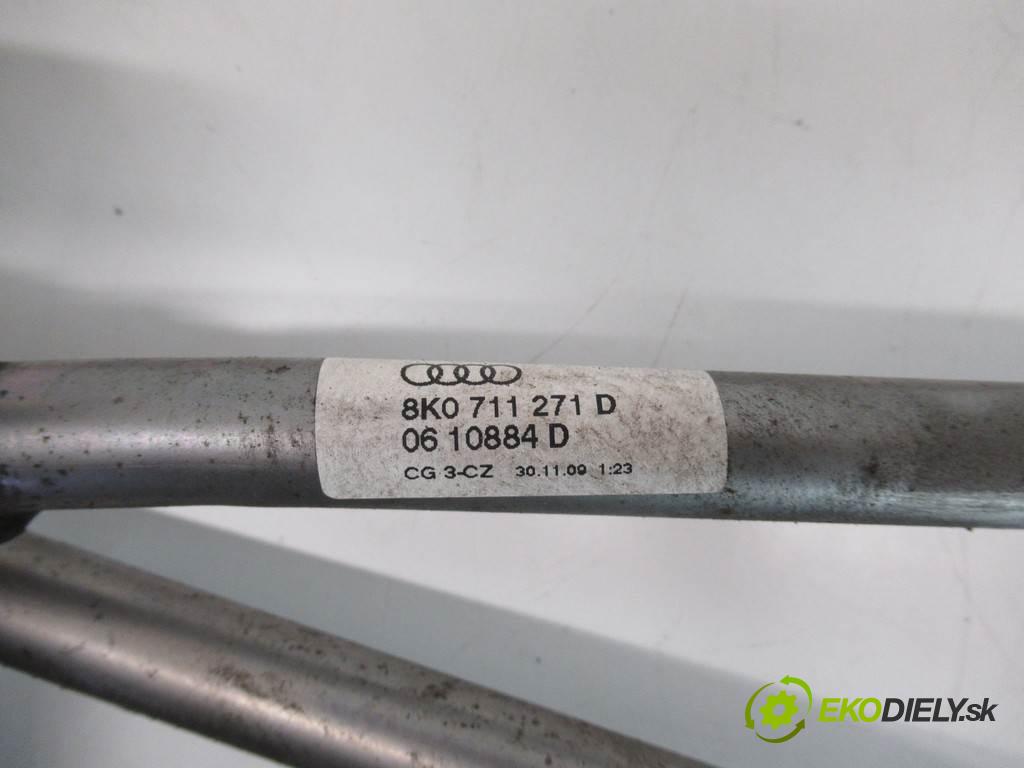 8K0 711 271 D
06 10884 D
CG 3-CZ 30.11.09 1:23
EKODIELY.sk